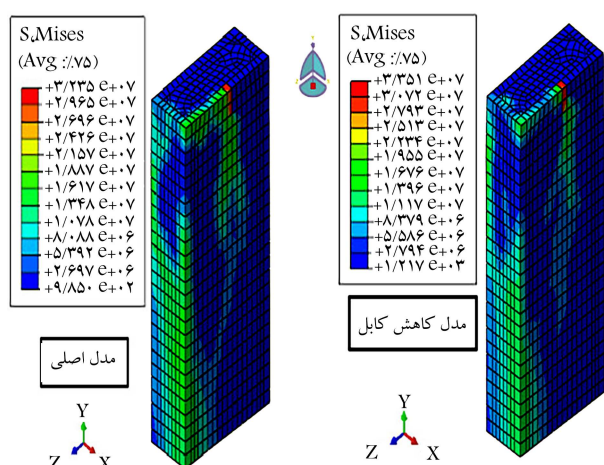 S،Mises
(Avg :٪۷۵)
+۳/۲۳۵ e+۰۷
+۲/۹۶۵ e+۰۷
+۲/۶۹۶ e+۰۷
+۲/۴۲۶ e+۰۷
+۲/۱۵۷ e+۰۷
+۱/۸۸۷ e+۰۷
+۱/۶۱۷ e+۰۷
+۱/۳۴۸ e+۰۷
+۱/۰۷۸ e+۰۷
+۸/۰۸۸ e+۰۶
+۵/۳۹۲ e+۰۶
+۲/۶۹۷ e+۰۶
+۹/۸۵۰ e+۰۲
مدل اصلی
Y
Z
X
S،Mises
(Avg :٪۷۵)
+۳/۳۵۱ e+۰۷
+۳/۰۷۲ e+۰۷
+۲/۷۹۳ e+۰۷
+۲/۵۱۳ e+۰۷
+۲/۲۳۴ e+۰۷
+۱/۹۵۵ e+۰۷
+۱/۶۷۶ e+۰۷
+۱/۳۹۶ e+۰۷
+۱/۱۱۷ e+۰۷
+۸/۳۷۹ e+۰۶
+۵/۵۸۶ e+۰۶
+۲/۷۹۴ e+۰۶
+۱/۲۱۷ e+۰۳
مدل کاهش کابل
Y
Z
X